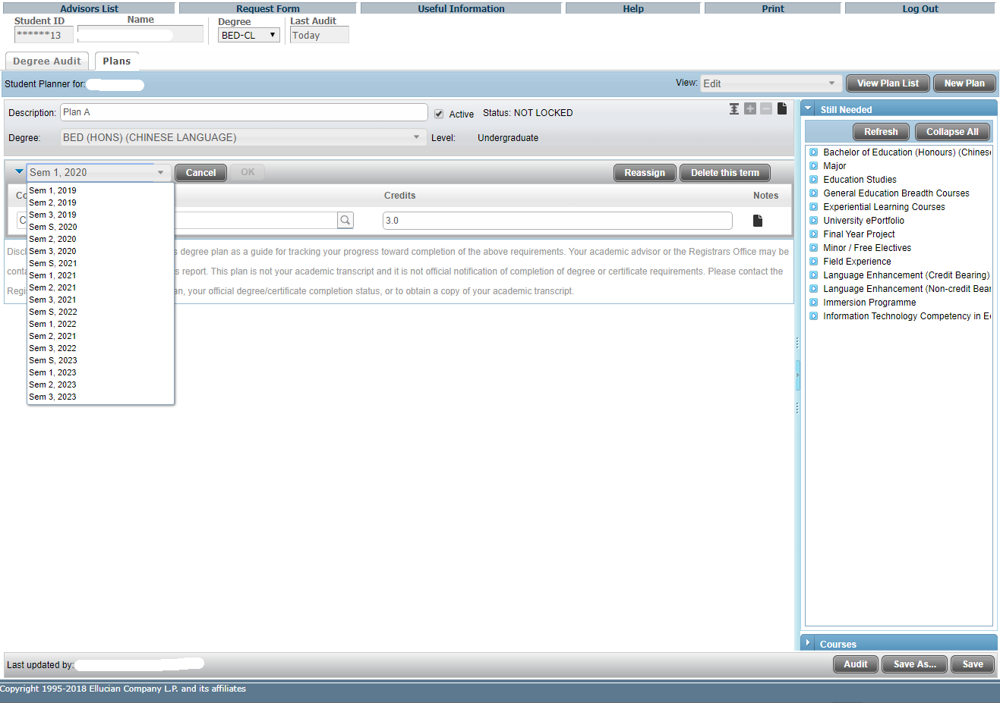 Advisors List Request Form Useful Information Help Print Log Out
Student ID Name Degree Last Audit
******13 BED-CL Today
Degree Audit Plans
Student Planner for: View: Edit View Plan List New Plan
Description: Plan A Active Status: NOT LOCKED
Degree: BED (HONS) (CHINESE LANGUAGE) Level: Undergraduate
Sem 1, 2020 Cancel OK Reassign Delete this term
Credits Notes
3.0
Sem 1, 2019
Sem 2, 2019
Sem 3, 2019
Sem S, 2020
Sem 2, 2020
Sem 3, 2020
Sem S, 2021
Sem 1, 2021
Sem 2, 2021
Sem 3, 2021
Sem S, 2022
Sem 1, 2022
Sem 2, 2021
Sem 3, 2022
Sem S, 2023
Sem 1, 2023
Sem 2, 2023
Sem 3, 2023
s degree plan as a guide for tracking your progress toward completion of the above requirements. Your academic advisor or the Registrars Office may be
s report. This plan is not your academic transcript and it is not official notification of completion of degree or certificate requirements. Please contact the
an, your official degree/certificate completion status, or to obtain a copy of your academic transcript.
Still Needed
Refresh Collapse All
Bachelor of Education (Honours) (Chines
Major
Education Studies
General Education Breadth Courses
Experiential Learning Courses
University ePortfolio
Final Year Project
Minor / Free Electives
Field Experience
Language Enhancement (Credit Bearing)
Language Enhancement (Non-credit Bear
Immersion Programme
Information Technology Competency in E
Courses
Last updated by: Audit Save As... Save
Copyright 1995-2018 Ellucian Company L.P. and its affiliates